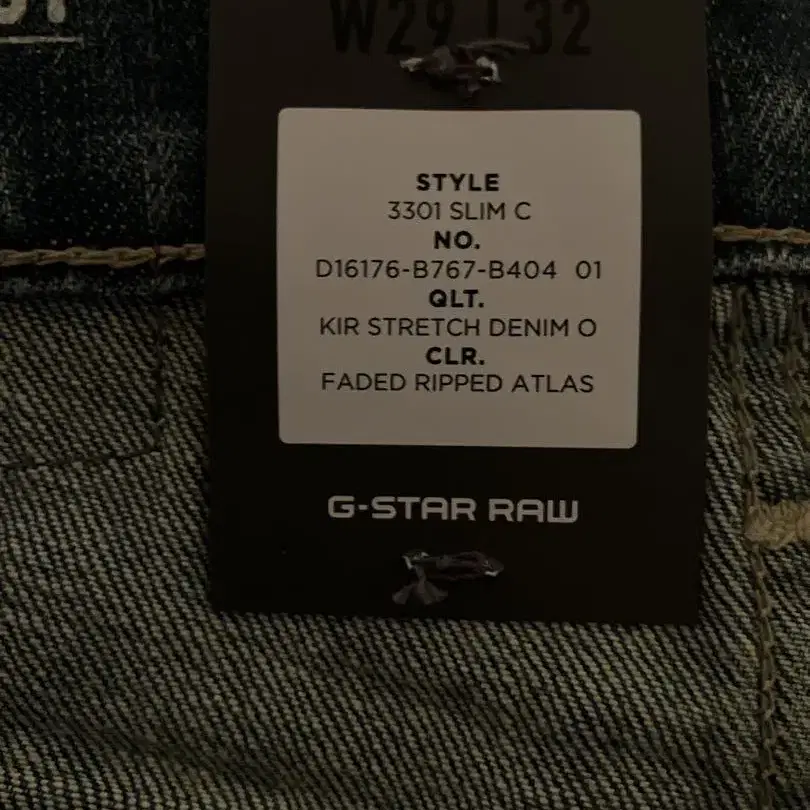 W29 L32
STYLE
3301 SLIM C
NO.
D16176-B767-B404 01
QLT.
KIR STRETCH DENIM O
CLR.
FADED RIPPED ATLAS
G-STAR RAW